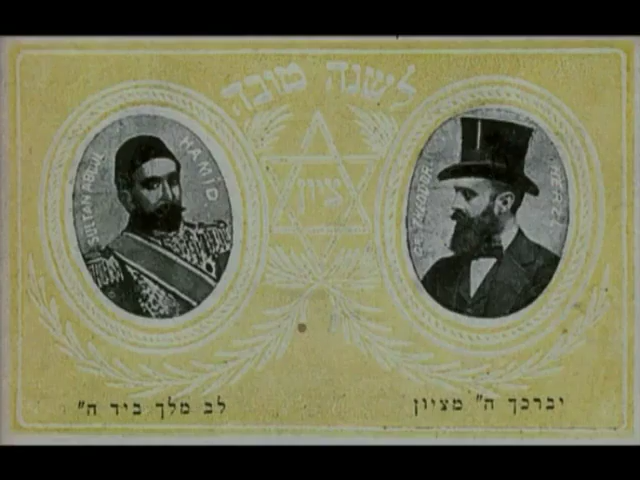 לשנה טובה
ציון
SULTAN ABDUL HAMID
HERZL
יברכך ה" מציון
לב מלך ביד ה"